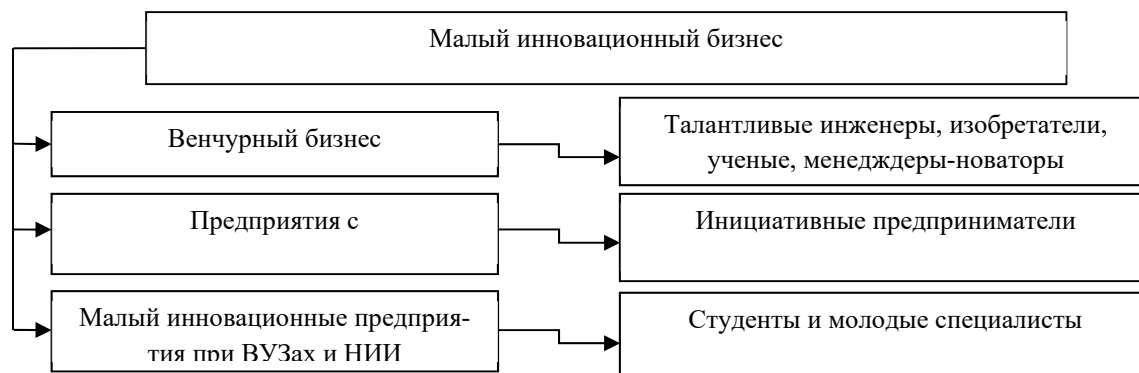 Малый инновационный бизнес
Венчурный бизнес
Талантливые инженеры, изобретатели,
ученые, менедждеры-новаторы
Предприятия с
Инициативные предприниматели
Малый инновационные предприя-
тия при ВУЗах и НИИ
Студенты и молодые специалисты